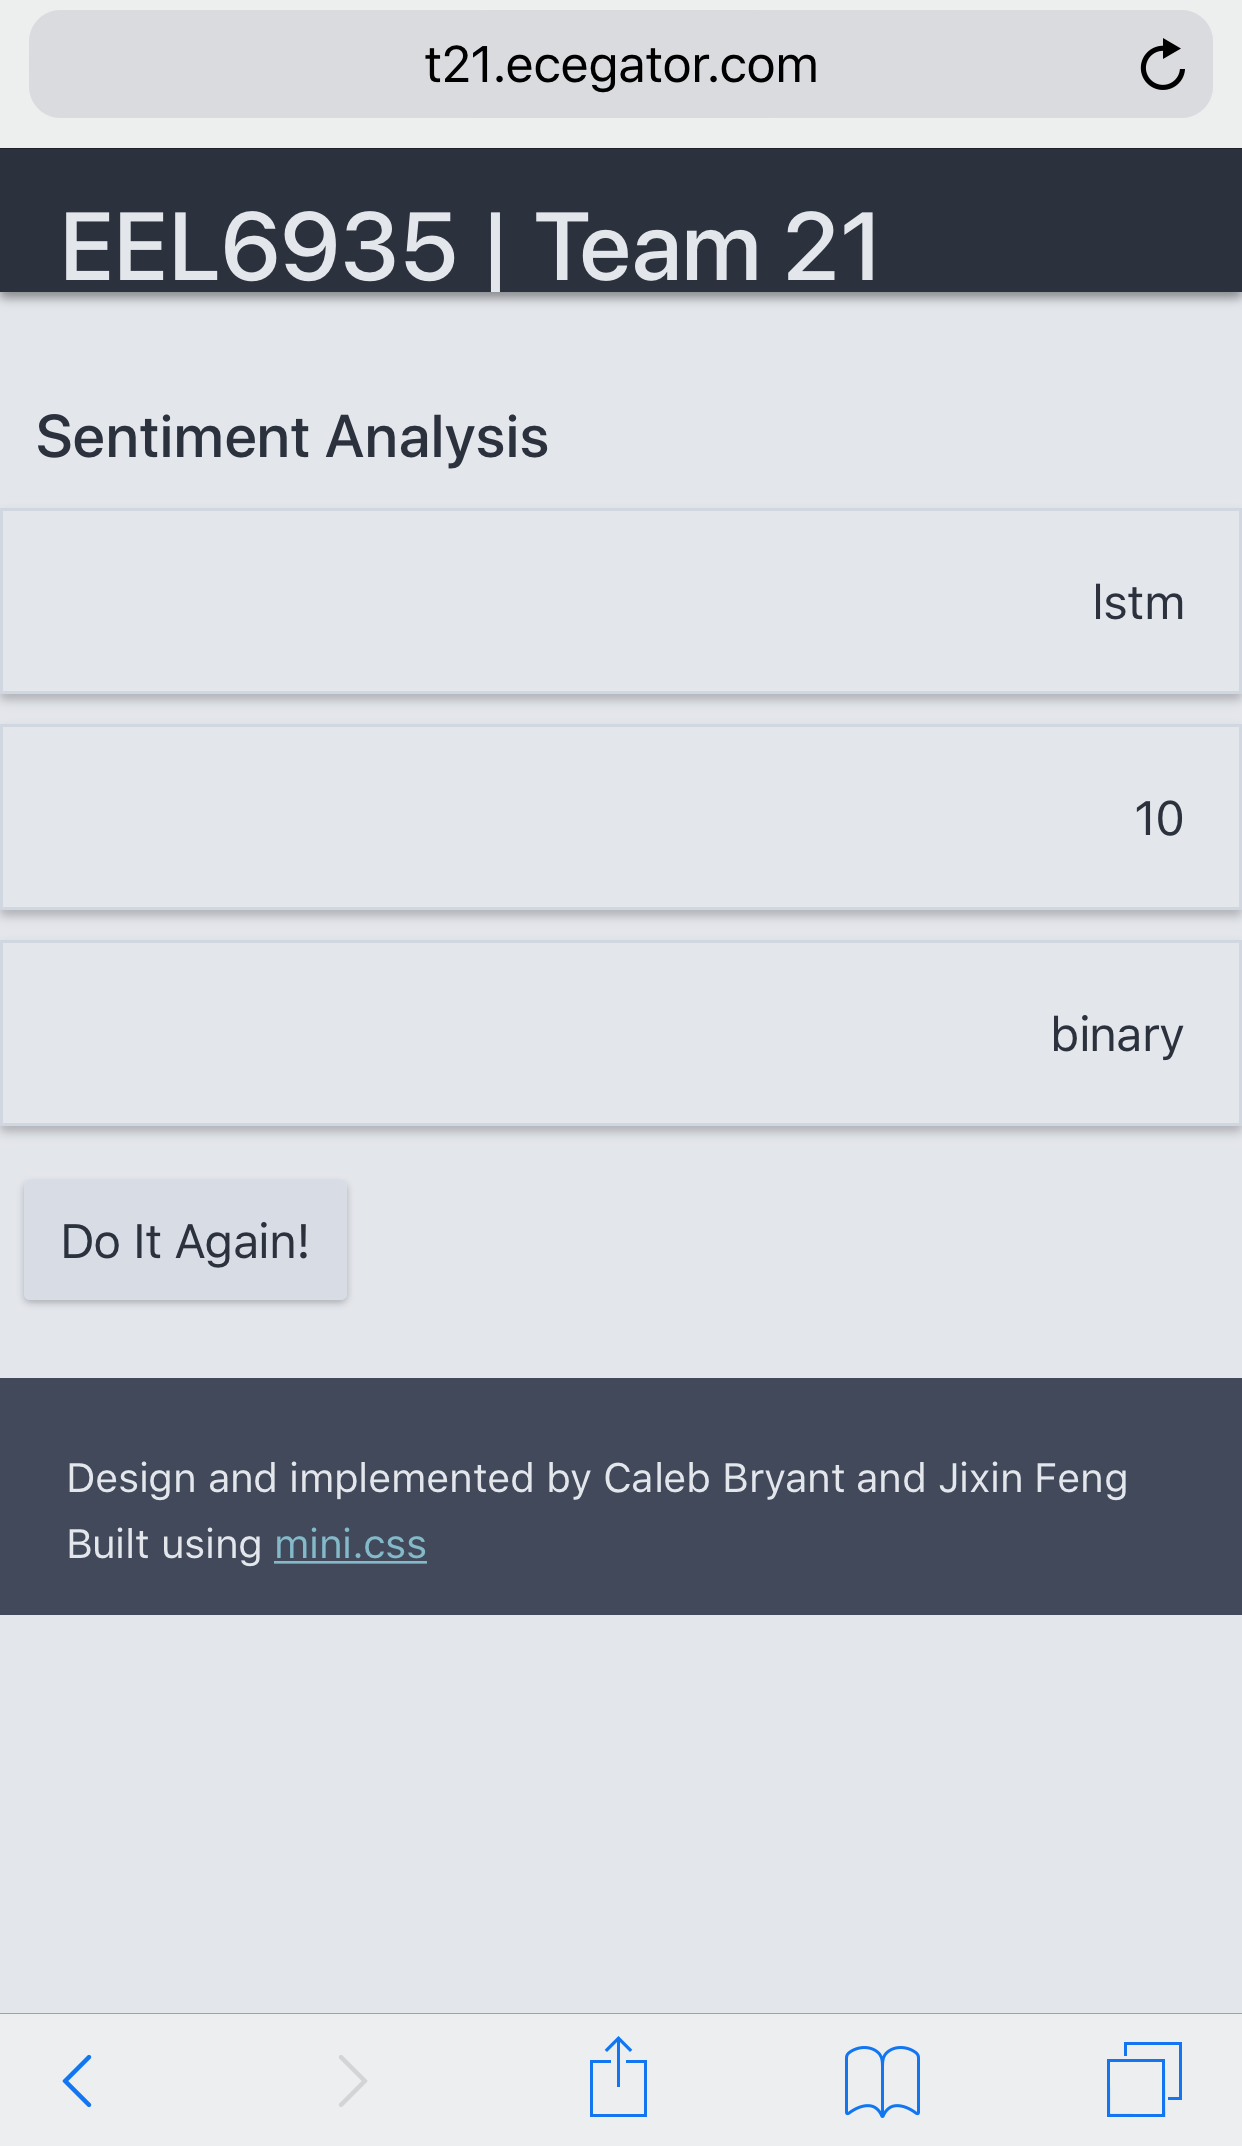 t21.ecegator.com
EEL6935 | Team 21
Sentiment Analysis
lstm
10
binary
Do It Again!
Design and implemented by Caleb Bryant and Jixin Feng
Built using mini.css